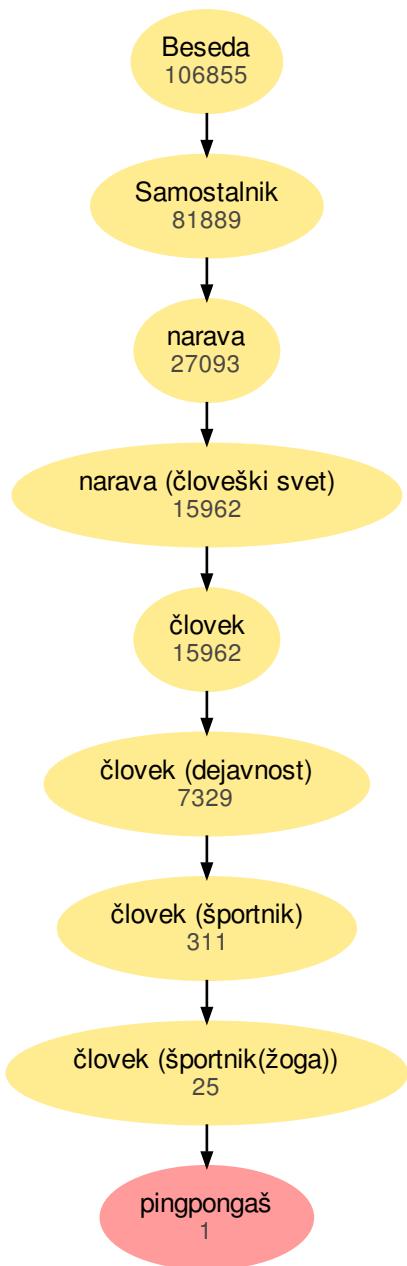 Beseda
106855
Samostalnik
81889
narava
27093
narava (človeški svet)
15962
človek
15962
človek (dejavnost)
7329
človek (športnik)
311
človek (športnik(žoga))
25
pingpongaš
1